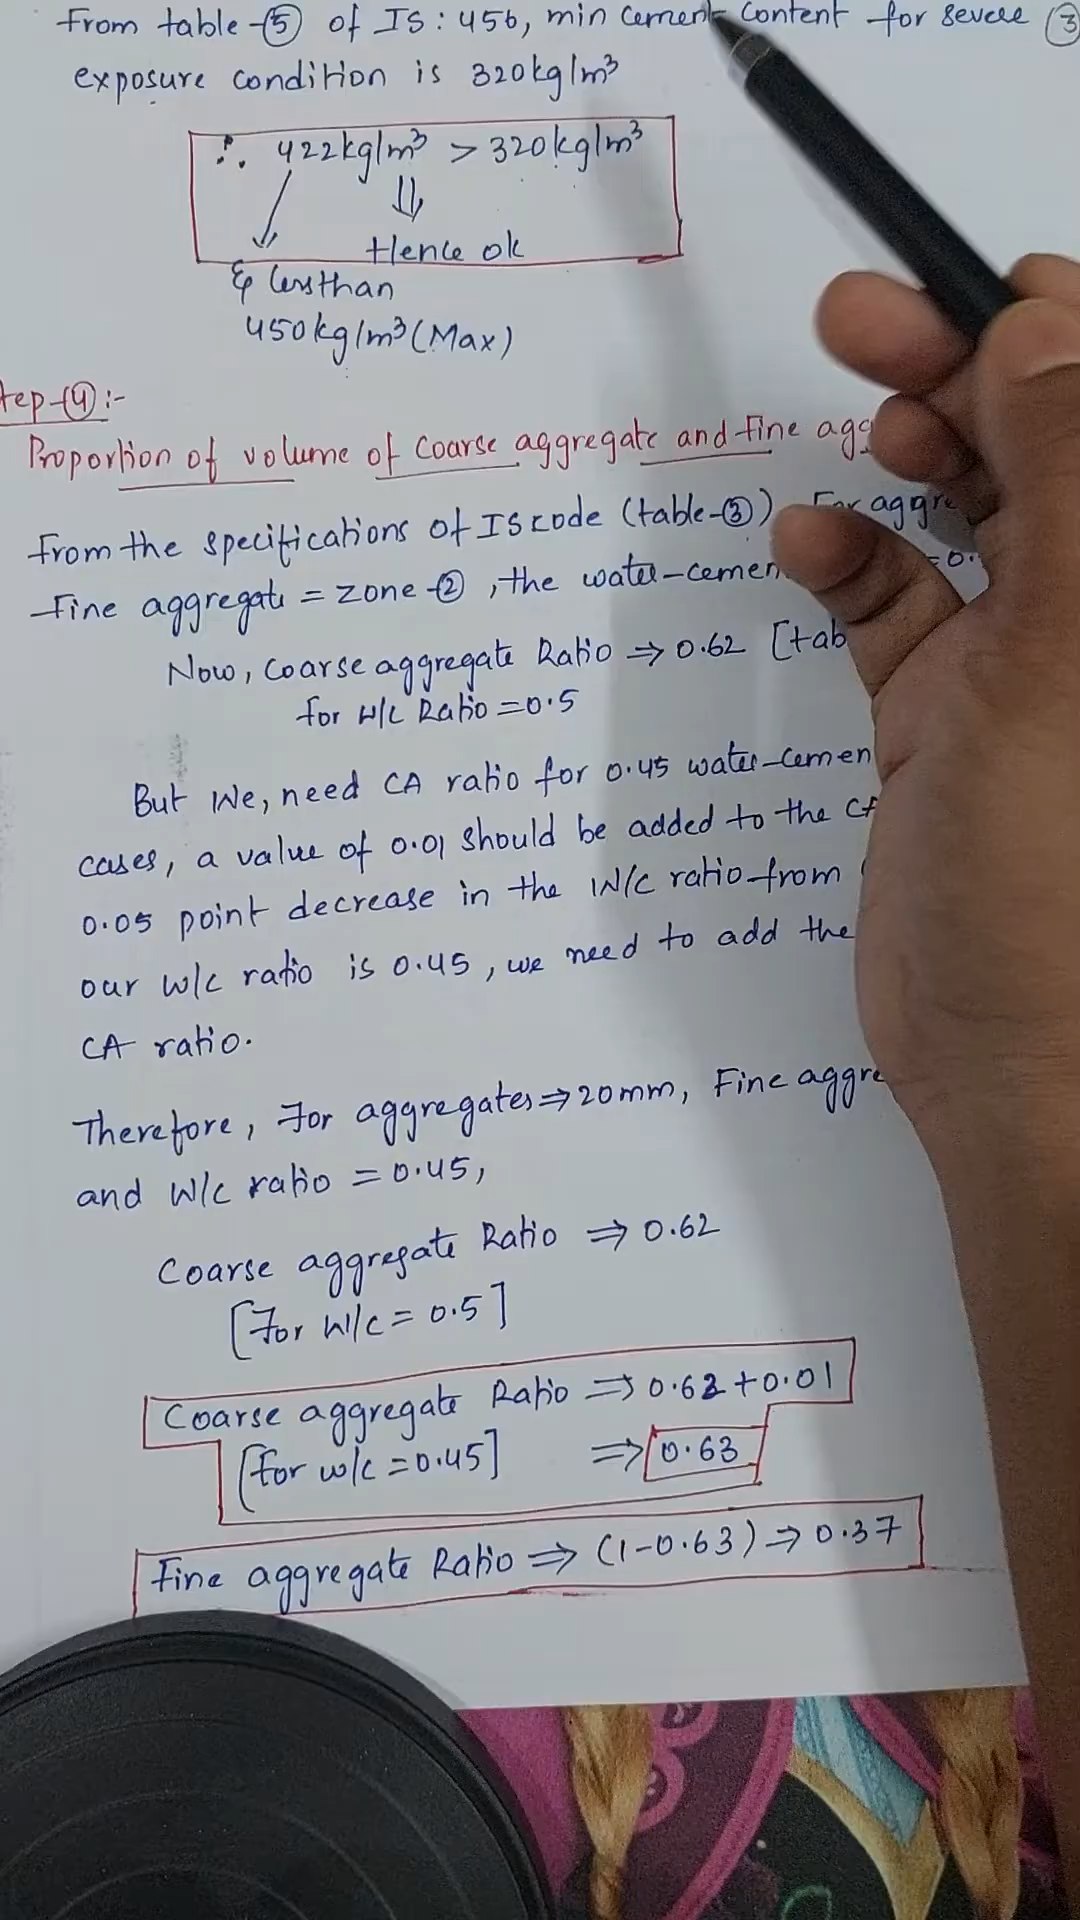 From table-⑤ of IS:456, min cement content for severe ③
exposure condition is 320kg/m³
∴ 422kg/m³ > 320kg/m³
⇓
Hence ok
& lessthan
450kg/m³(Max)
tep-④:-
Proportion of volume of coarse aggregate and fine agg
From the specifications of IS code (table-③) For aggre
Fine aggregate = zone-②, the water-cemen =0.
Now, Coarse aggregate Ratio ⇒ 0.62 [tab
for W/C Ratio = 0.5
But We, need CA ratio for 0.45 water-cemen
cases, a value of 0.01 should be added to the CA
0.05 point decrease in the W/C ratio from
our w/c ratio is 0.45, we need to add the
CA ratio.
Therefore, For aggregates ⇒ 20mm, Fine aggre
and W/C ratio = 0.45,
Coarse aggregate Ratio ⇒ 0.62
[For W/C = 0.5]
Coarse aggregate Ratio ⇒ 0.62+0.01
[for w/c = 0.45] ⇒ 0.63
Fine aggregate Ratio ⇒ (1-0.63) ⇒ 0.37